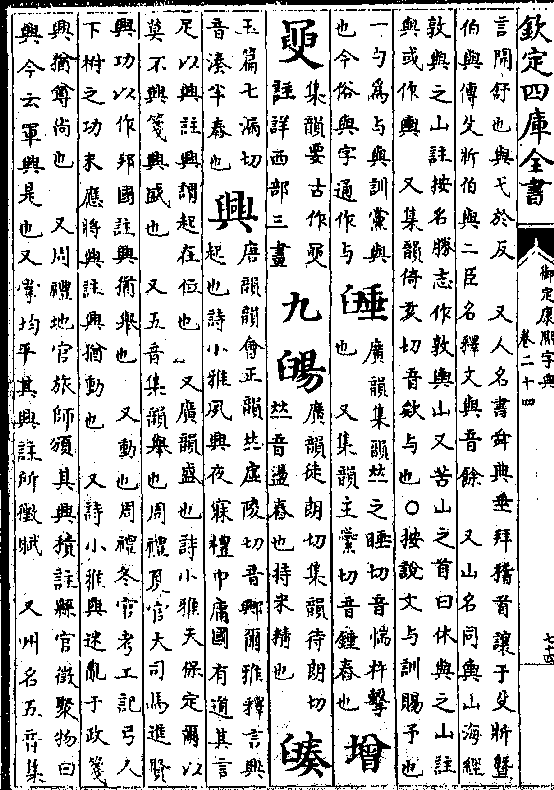 欽定四庫全書
御定康熙字典
卷二十四
七十四
言閒舒也與弋於反 又人名書舜典垂拜稽首讓于殳斨暨
伯與傳殳斨伯與二臣名釋文與音餘 又山名同輿山海經
敦與之山註按名勝志作敦輿山又苦山之首曰休與之山註
與或作輿 又集韻倚亥切音欸与也○按說文与訓賜予也
一勺爲与與訓黨與
也今俗與字通作与
廣韻集韻𠀤之睡切音惴杵擊
也 又集韻主蘂切音錘舂也
集韻要古作
註詳西部三畫
九
廣韻徒朗切集韻待朗切
𠀤音盪舂也持米精也
玉篇七漏切
音湊半舂也
興
唐韻韻會正韻𠀤虛陵切音鄉爾雅釋言興
起也詩小雅夙興夜寐禮中庸國有道其言
足以興註興謂起在位也 又廣韻盛也詩小雅天保定爾以
莫不興箋興盛也 又五音集韻舉也周禮夏官大司馬進賢
興功以作邦國註興猶舉也 又動也周禮冬官考工記弓人
下柎之功末應將興註興猶動也 又詩小雅興迷亂于政箋
興猶尊尚也 又周禮地官旅師頒其興積註縣官徵聚物曰
興今云軍興是也又掌均平其興註所徵賦 又州名五音集